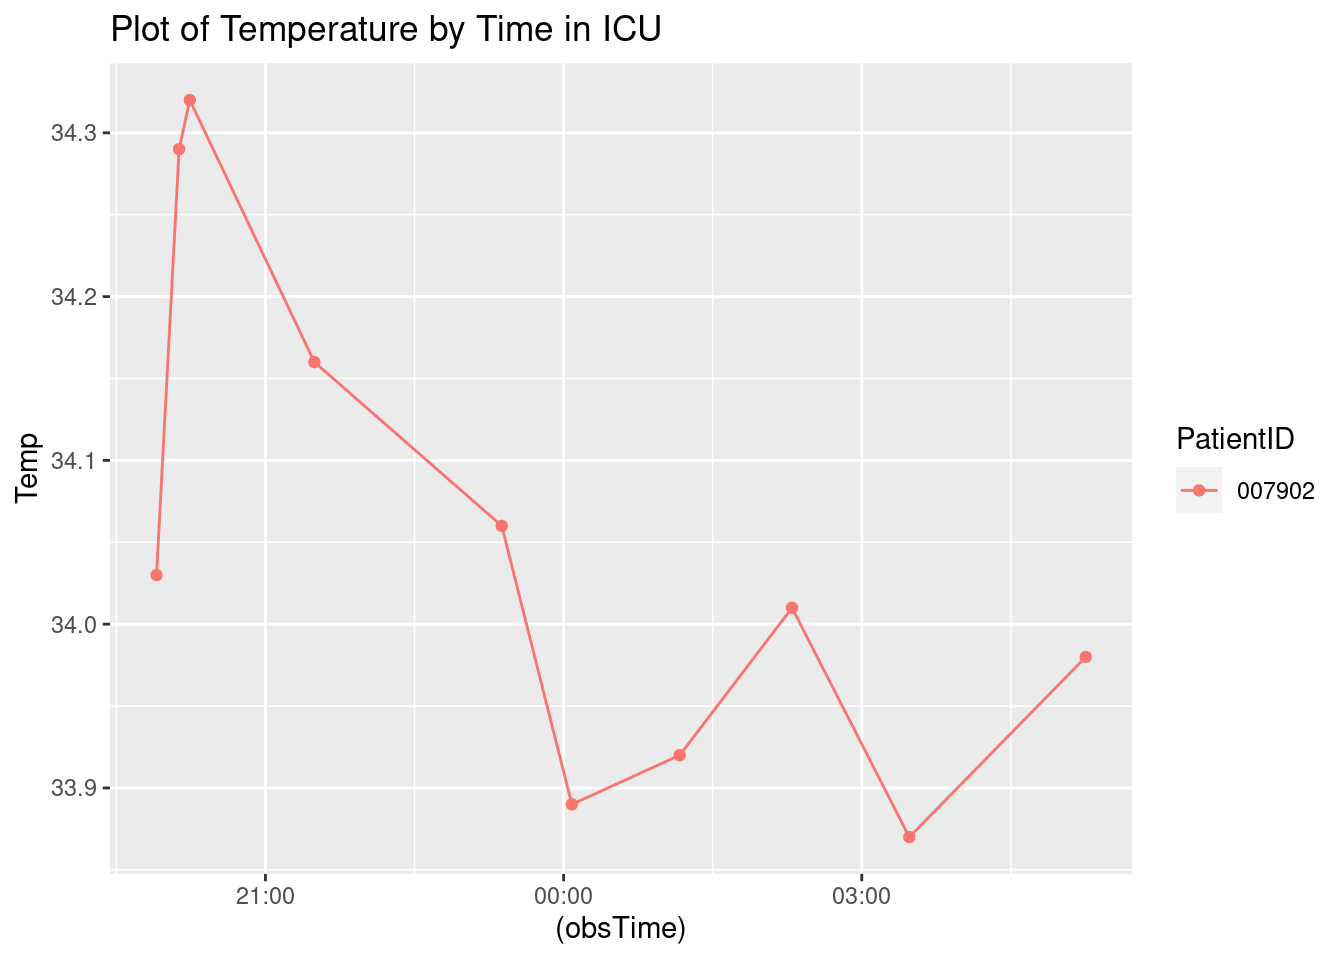 Plot of Temperature by Time in ICU
34.3
34.2
34.1
34.0
33.9
Temp
21:00 00:00 03:00
(obsTime)
PatientID
007902